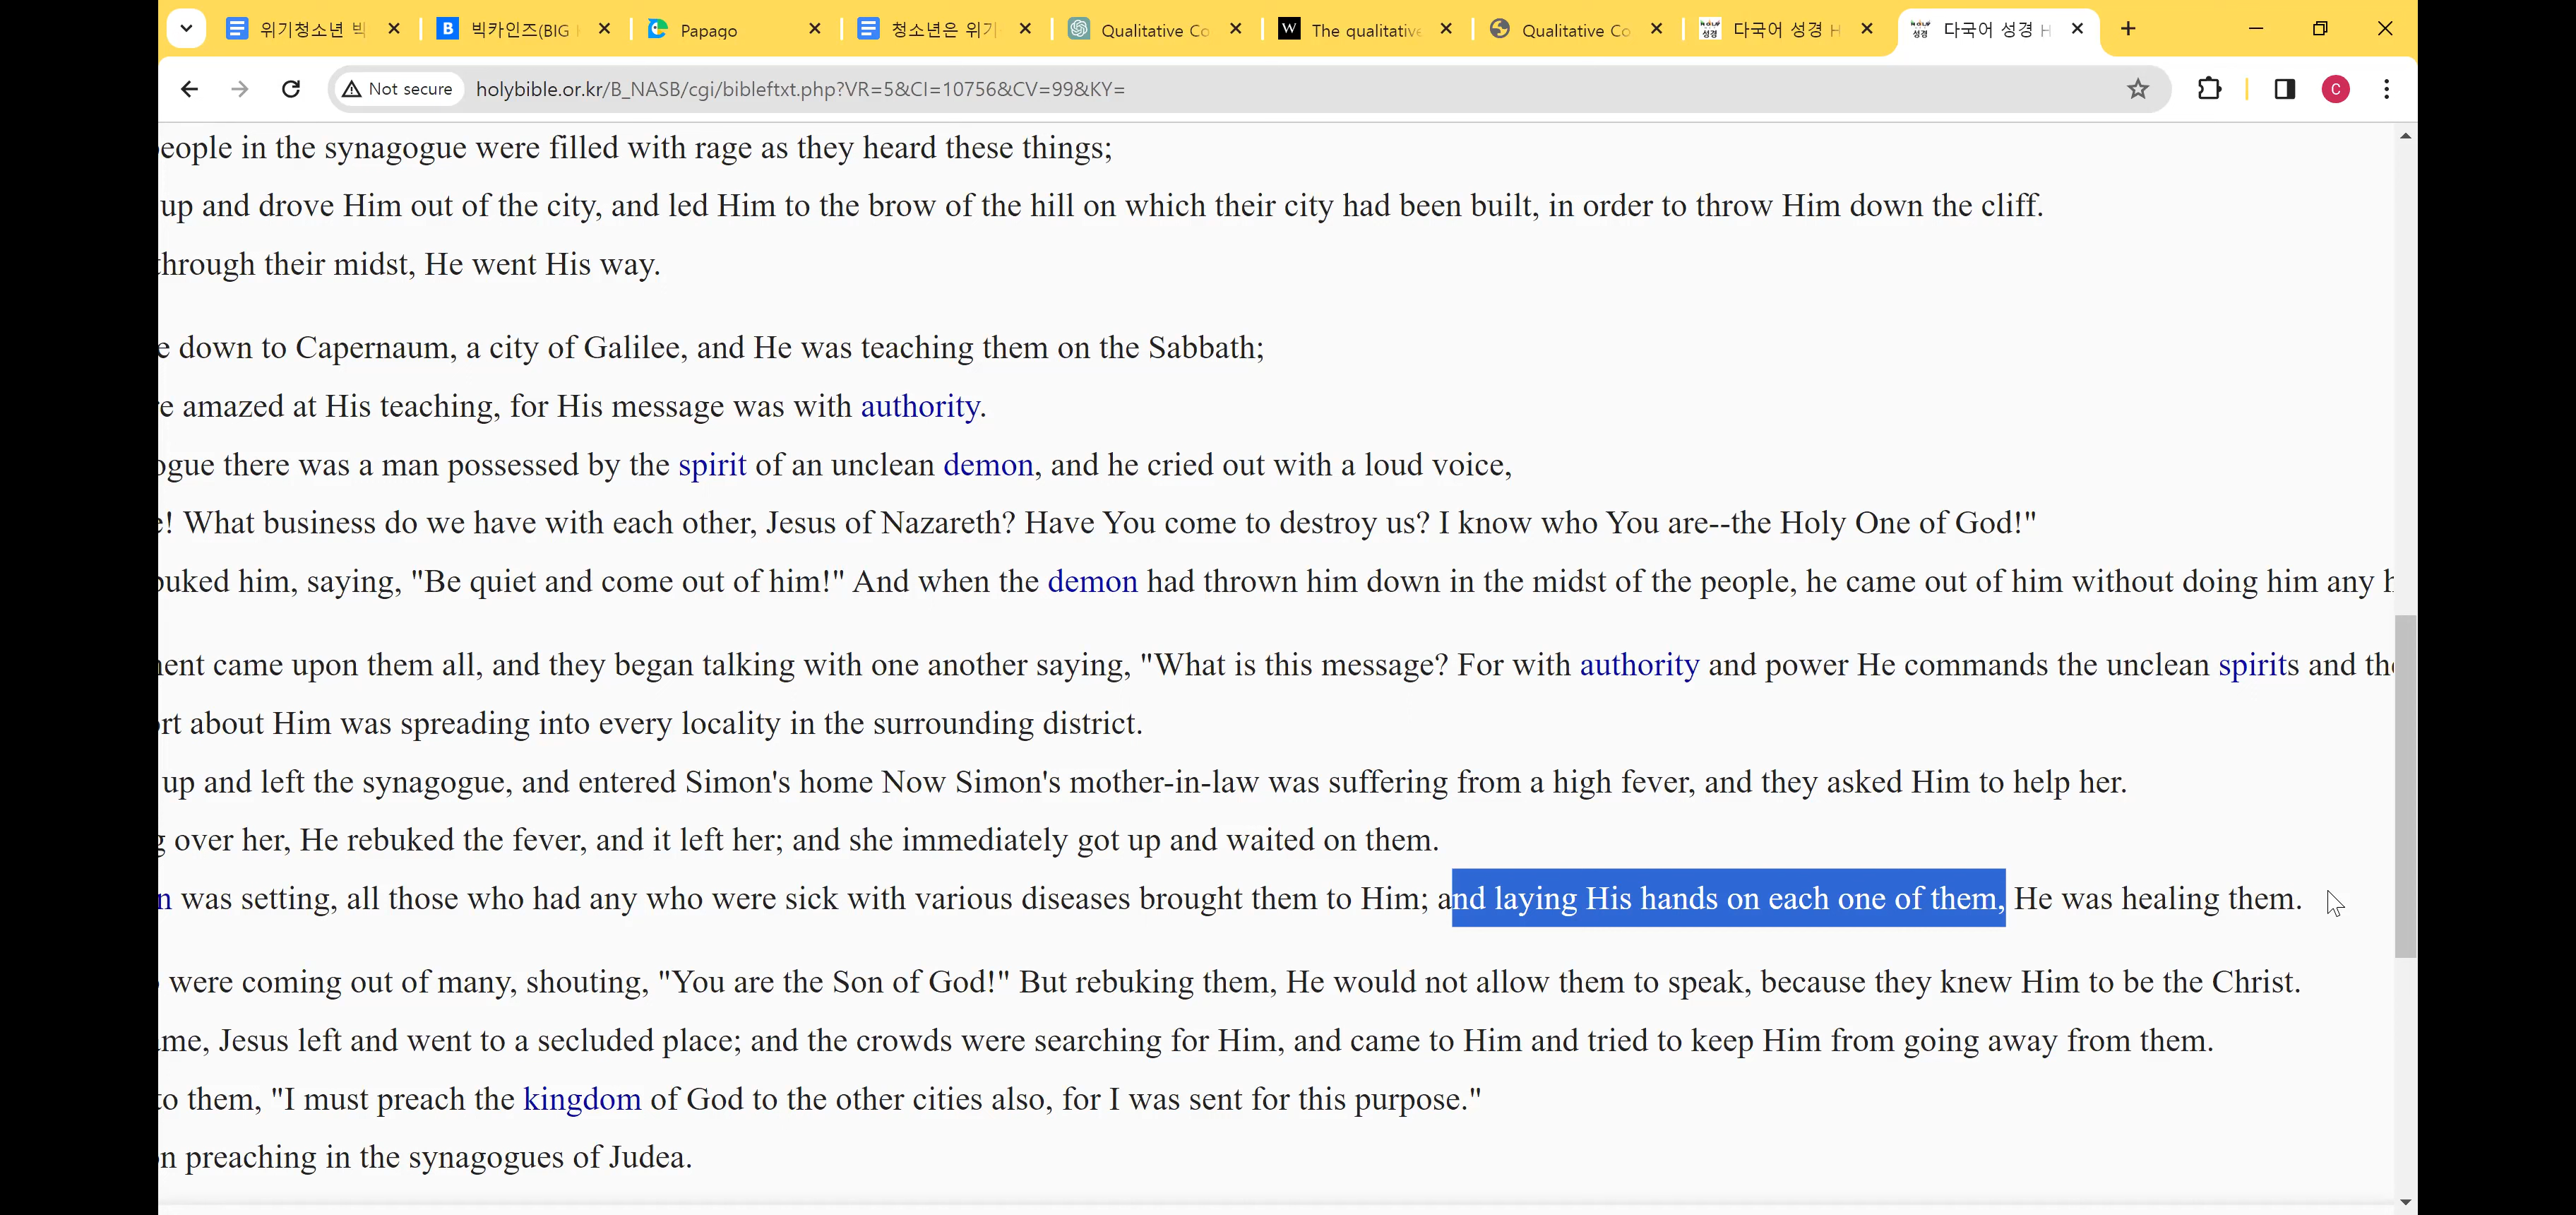 위기청소년 빅
빅카인즈(BIG
Papago
청소년은 위기
Qualitative Co
The qualitative
Qualitative Co
다국어 성경 H
다국어 성경 H
Not secure
holybible.or.kr/B_NASB/cgi/bibleftxt.php?VR=5&CI=10756&CV=99&KY=
C
eople in the synagogue were filled with rage as they heard these things;
up and drove Him out of the city, and led Him to the brow of the hill on which their city had been built, in order to throw Him down the cliff.
through their midst, He went His way.
e down to Capernaum, a city of Galilee, and He was teaching them on the Sabbath;
e amazed at His teaching, for His message was with authority.
ogue there was a man possessed by the spirit of an unclean demon, and he cried out with a loud voice,
e! What business do we have with each other, Jesus of Nazareth? Have You come to destroy us? I know who You are--the Holy One of God!"
buked him, saying, "Be quiet and come out of him!" And when the demon had thrown him down in the midst of the people, he came out of him without doing him any h
ent came upon them all, and they began talking with one another saying, "What is this message? For with authority and power He commands the unclean spirits and the
ort about Him was spreading into every locality in the surrounding district.
up and left the synagogue, and entered Simon's home Now Simon's mother-in-law was suffering from a high fever, and they asked Him to help her.
g over her, He rebuked the fever, and it left her; and she immediately got up and waited on them.
n was setting, all those who had any who were sick with various diseases brought them to Him; and laying His hands on each one of them, He was healing them.
were coming out of many, shouting, "You are the Son of God!" But rebuking them, He would not allow them to speak, because they knew Him to be the Christ.
me, Jesus left and went to a secluded place; and the crowds were searching for Him, and came to Him and tried to keep Him from going away from them.
to them, "I must preach the kingdom of God to the other cities also, for I was sent for this purpose."
n preaching in the synagogues of Judea.